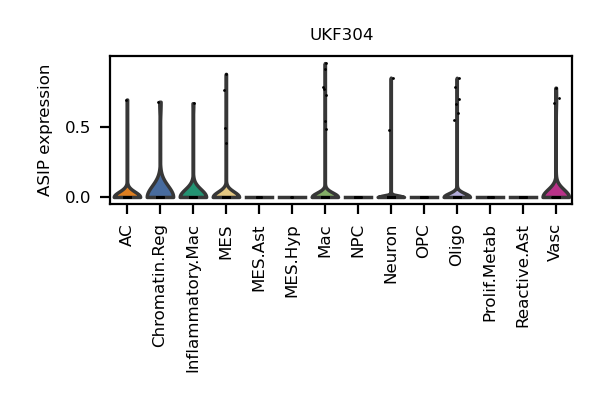 UKF304
ASIP expression
0.5
0.0
AC
Chromatin.Reg
Inflammatory.Mac
MES
MES.Ast
MES.Hyp
Mac
NPC
Neuron
OPC
Oligo
Prolif.Metab
Reactive.Ast
Vasc